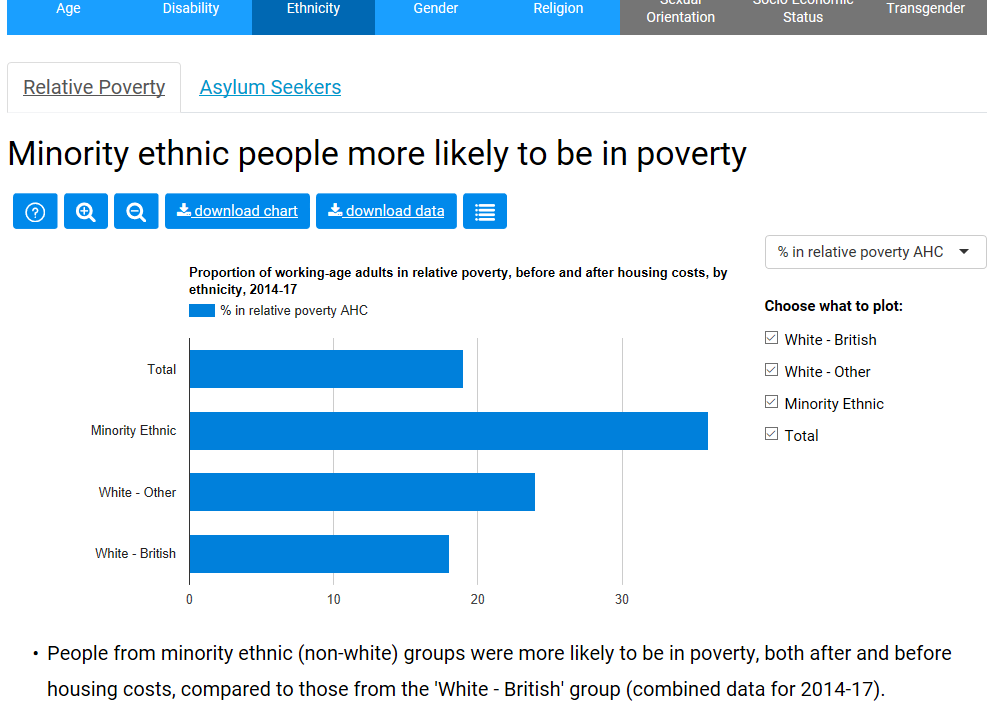 Age Disability Ethnicity Gender Religion Sexual Orientation Socio Economic Status Transgender
Relative Poverty Asylum Seekers
Minority ethnic people more likely to be in poverty
download chart download data
% in relative poverty AHC
Proportion of working-age adults in relative poverty, before and after housing costs, by
ethnicity, 2014-17
% in relative poverty AHC
Choose what to plot:
White - British
White - Other
Minority Ethnic
Total
Total
Minority Ethnic
White - Other
White - British
0 10 20 30
• People from minority ethnic (non-white) groups were more likely to be in poverty, both after and before
housing costs, compared to those from the 'White - British' group (combined data for 2014-17).